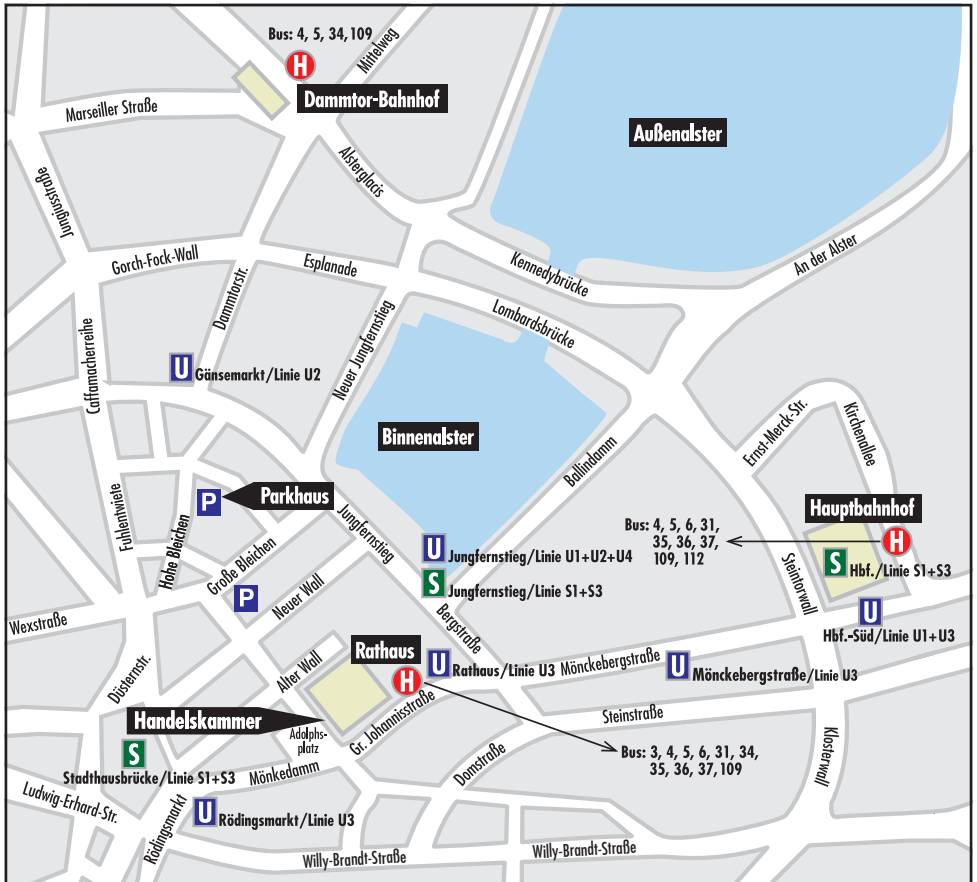 Bus: 4, 5, 34, 109
H
Mittelweg
Dammtor-Bahnhof
Marseiller Straße
Außenalster
Alsterglacis
Jungiusstraße
Gorch-Fock-Wall
Esplanade
Kennedybrücke
An der Alster
Dammtorstr.
Lombardsbrücke
Neuer Jungfernstieg
Caffamacherreihe
U
Gänsemarkt/Linie U2
Binnenalster
Ballindamm
Ernst-Merck-Str.
Kirchenallee
P
Parkhaus
Hauptbahnhof
Fuhlentwiete
Hohe Bleichen
Jungfernstieg
Bus: 4, 5, 6, 31,
35, 36, 37,
109, 112
H
U
Jungfernstieg/Linie U1+U2+U4
S
Hbf./Linie S1+S3
Große Bleichen
S
Jungfernstieg/Linie S1+S3
Steintorwall
P
Neuer Wall
Wexstraße
Bergstraße
U
Hbf.-Süd/Linie U1+U3
Rathaus
Alter Wall
H
U
Rathaus/Linie U3
Mönckebergstraße
U
Mönckebergstraße/Linie U3
Düsternstr.
Handelskammer
Adolphs-
platz
Gr. Johannisstraße
Steinstraße
Klosterwall
S
Stadthausbrücke/Linie S1+S3
Mönkedamm
Domstraße
Bus: 3, 4, 5, 6, 31, 34,
35, 36, 37, 109
Ludwig-Erhard-Str.
Rödingsmarkt
U
Rödingsmarkt/Linie U3
Willy-Brandt-Straße
Willy-Brandt-Straße